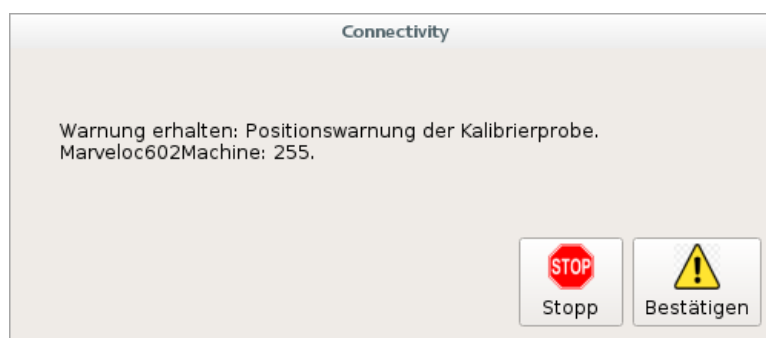 Connectivity
Warnung erhalten: Positionswarnung der Kalibrierprobe.
Marveloc602Machine: 255.
STOP
Stopp
Bestätigen